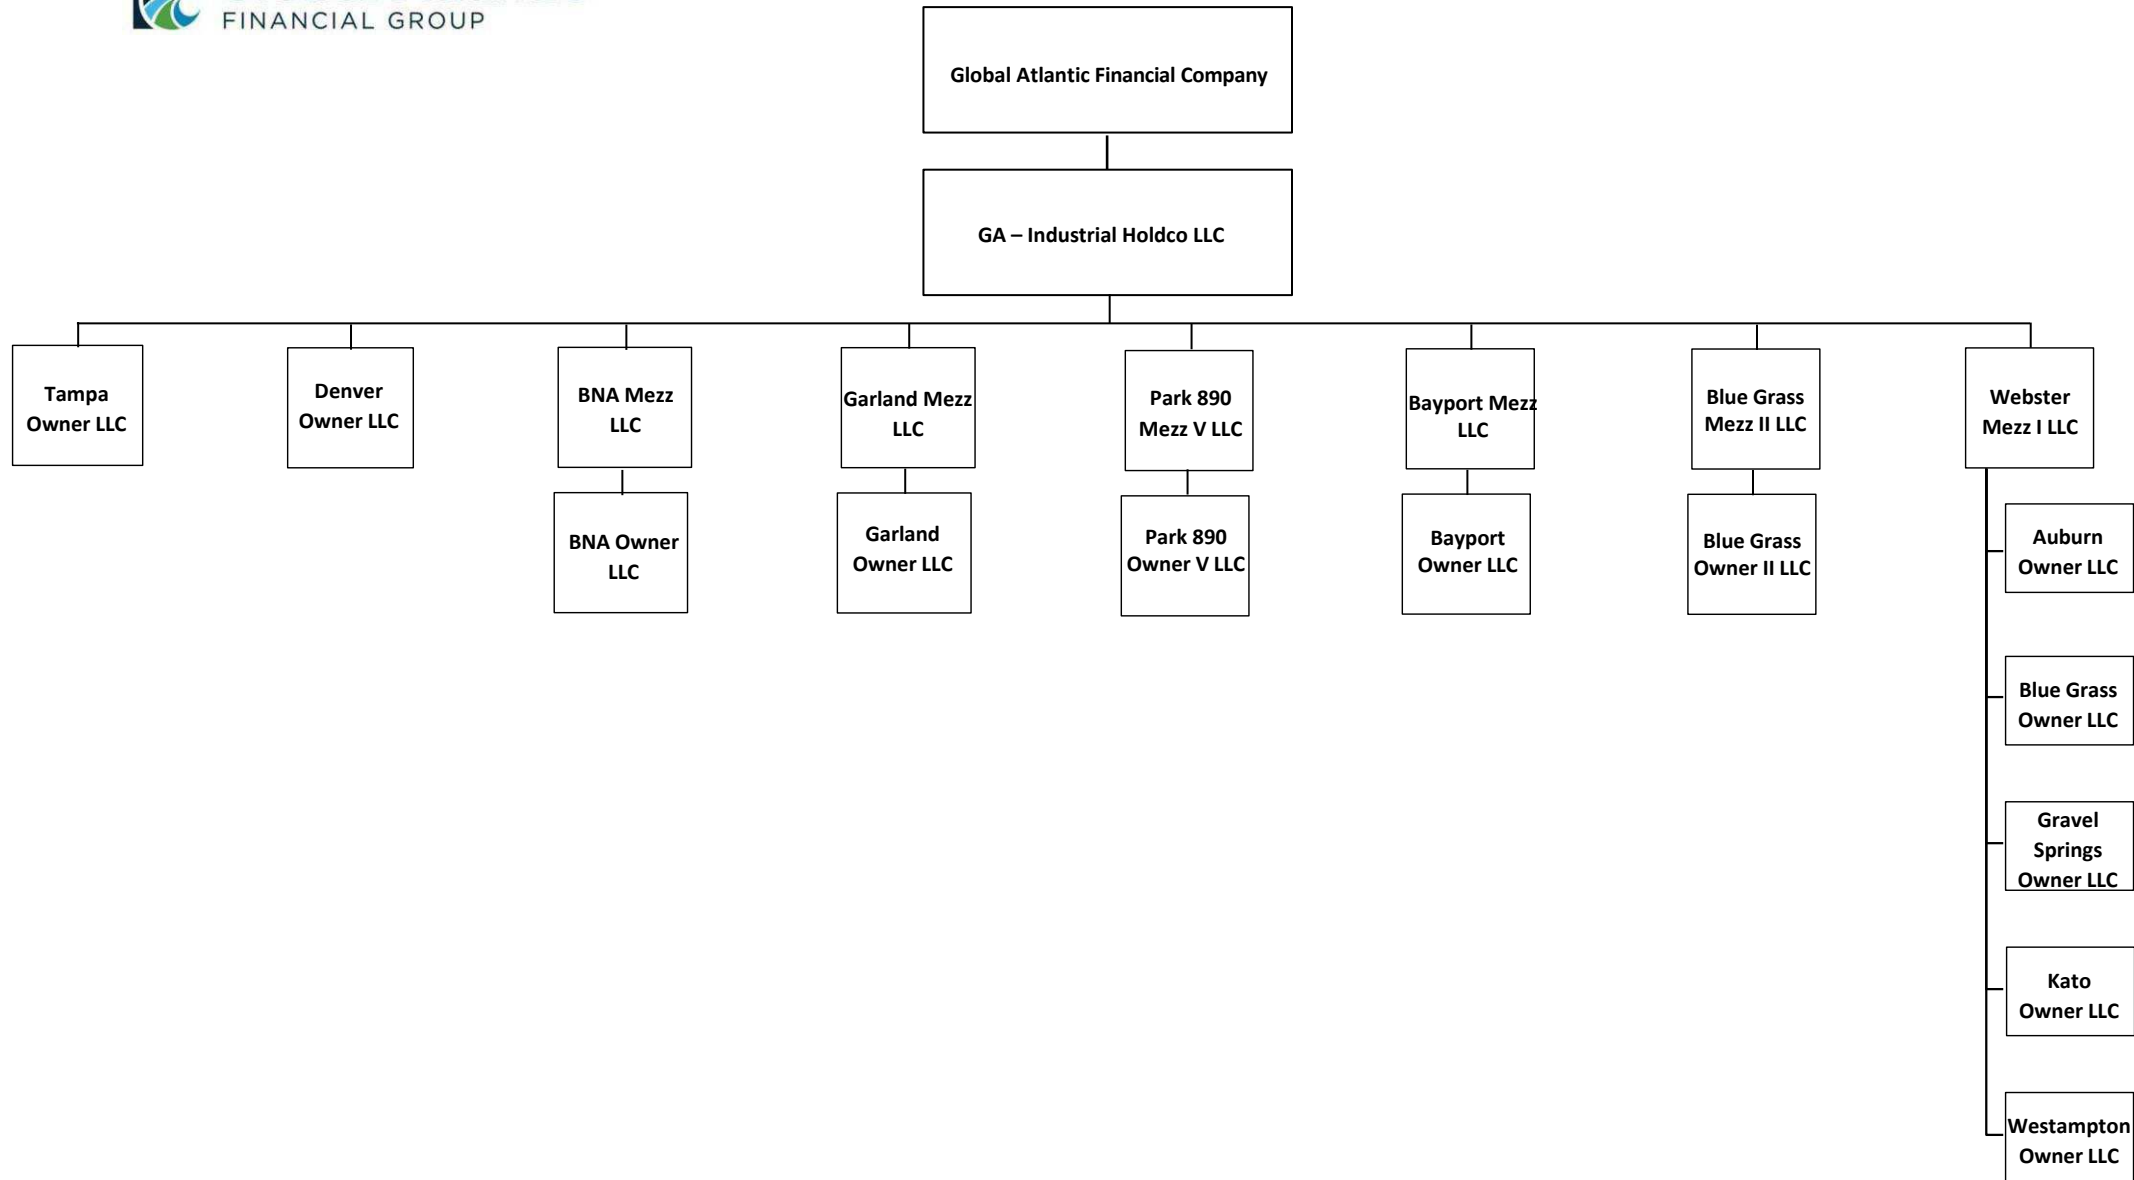 FINANCIAL GROUP
Global Atlantic Financial Company
GA – Industrial Holdco LLC
Tampa
Owner LLC
Denver
Owner LLC
BNA Mezz
LLC
Garland Mezz
LLC
Park 890
Mezz V LLC
Bayport Mezz
LLC
Blue Grass
Mezz II LLC
Webster
Mezz I LLC
BNA Owner
LLC
Garland
Owner LLC
Park 890
Owner V LLC
Bayport
Owner LLC
Blue Grass
Owner II LLC
Auburn
Owner LLC
Blue Grass
Owner LLC
Gravel
Springs
Owner LLC
Kato
Owner LLC
Westampton
Owner LLC